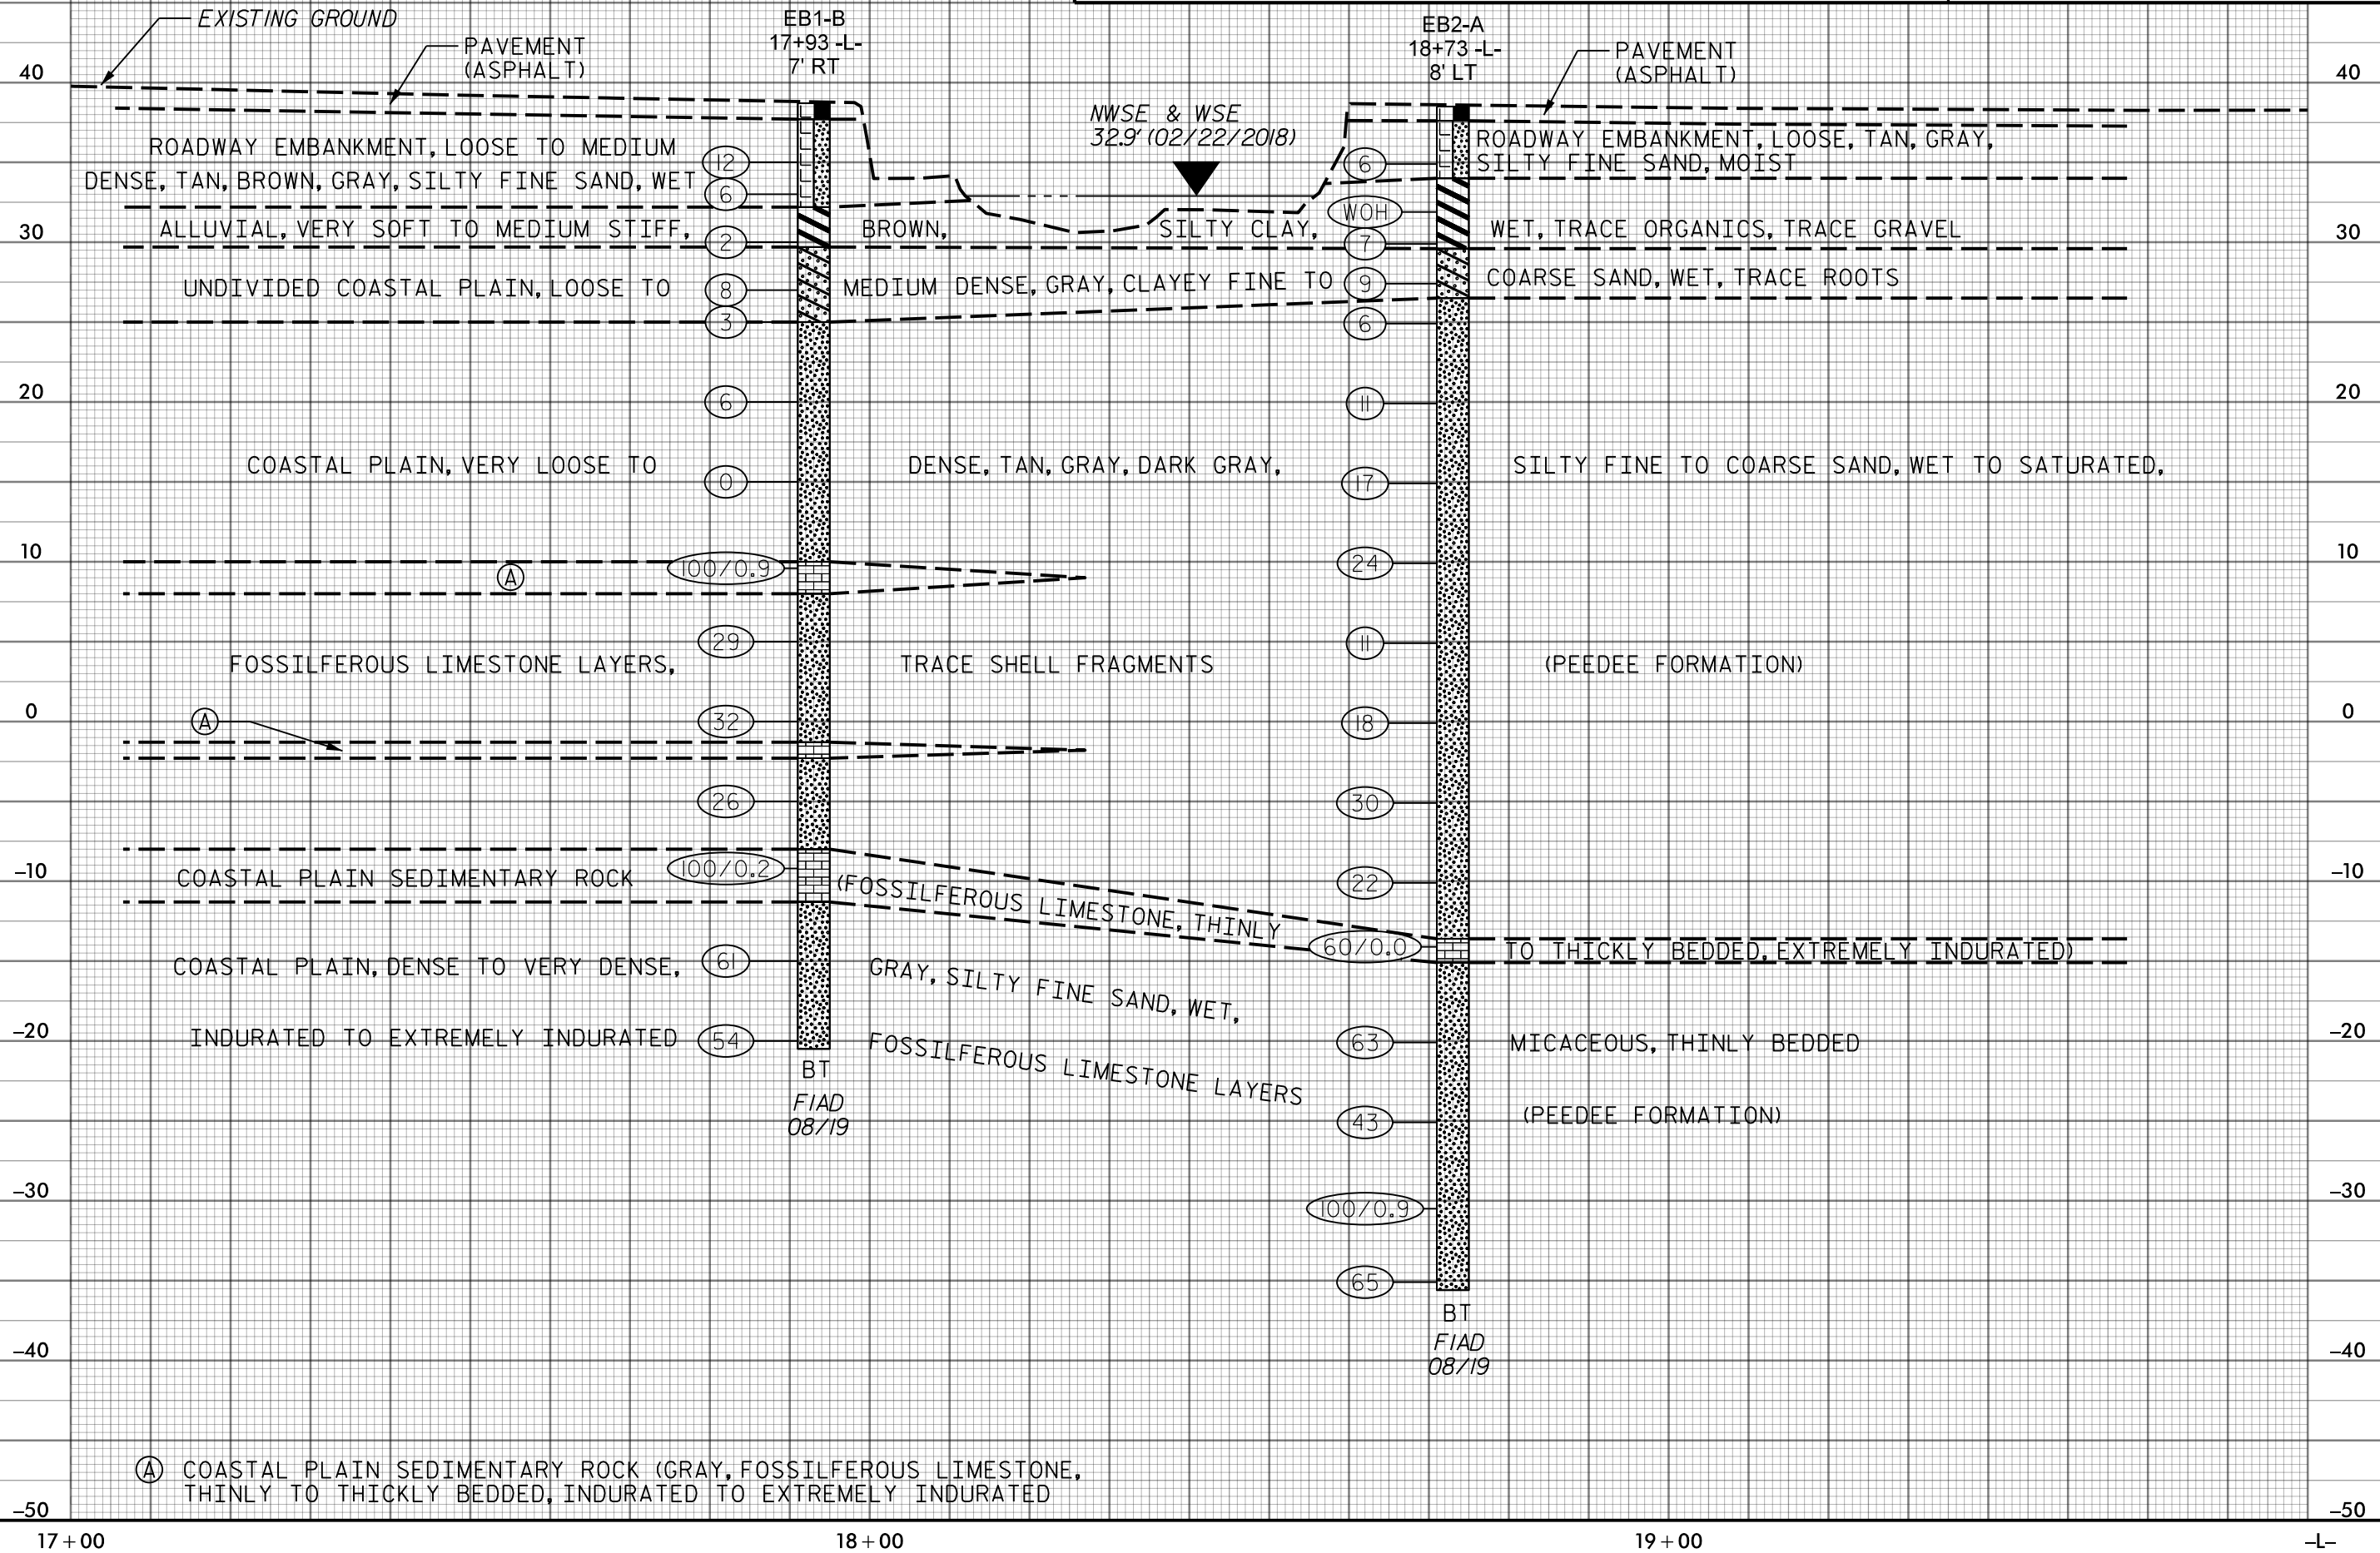 EXISTING GROUND
PAVEMENT
(ASPHALT)
EB1-B
17+93 -L-
7' RT
EB2-A
18+73 -L-
8' LT
PAVEMENT
(ASPHALT)
NWSE & WSE
32.9' (02/22/2018)
40
40
ROADWAY EMBANKMENT, LOOSE TO MEDIUM
DENSE, TAN, BROWN, GRAY, SILTY FINE SAND, WET
12
6
6
ROADWAY EMBANKMENT, LOOSE, TAN, GRAY,
SILTY FINE SAND, MOIST
WOH
30
ALLUVIAL, VERY SOFT TO MEDIUM STIFF,
2
BROWN,
SILTY CLAY,
7
WET, TRACE ORGANICS, TRACE GRAVEL
30
UNDIVIDED COASTAL PLAIN, LOOSE TO
8
MEDIUM DENSE, GRAY, CLAYEY FINE TO
9
COARSE SAND, WET, TRACE ROOTS
3
6
20
6
11
20
COASTAL PLAIN, VERY LOOSE TO
0
DENSE, TAN, GRAY, DARK GRAY,
17
SILTY FINE TO COARSE SAND, WET TO SATURATED,
10
A
100/0.9
24
10
29
11
FOSSILFEROUS LIMESTONE LAYERS,
TRACE SHELL FRAGMENTS
(PEEDEE FORMATION)
0
A
32
18
0
26
30
-10
COASTAL PLAIN SEDIMENTARY ROCK
100/0.2
(FOSSILFEROUS LIMESTONE, THINLY
22
-10
60/0.0
TO THICKLY BEDDED, EXTREMELY INDURATED)
COASTAL PLAIN, DENSE TO VERY DENSE,
61
GRAY, SILTY FINE SAND, WET,
-20
INDURATED TO EXTREMELY INDURATED
54
FOSSILFEROUS LIMESTONE LAYERS
63
MICACEOUS, THINLY BEDDED
-20
BT
FIAD
08/19
43
(PEEDEE FORMATION)
-30
100/0.9
-30
65
BT
FIAD
08/19
-40
-40
A COASTAL PLAIN SEDIMENTARY ROCK (GRAY, FOSSILFEROUS LIMESTONE,
THINLY TO THICKLY BEDDED, INDURATED TO EXTREMELY INDURATED
-50
-50
17+00
18+00
19+00
-L-